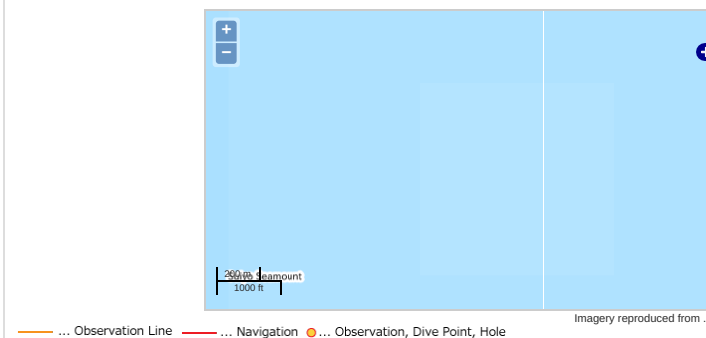 +
−
200 m
Seamount
1000 ft
Imagery reproduced from .
... Observation Line ... Navigation ... Observation, Dive Point, Hole